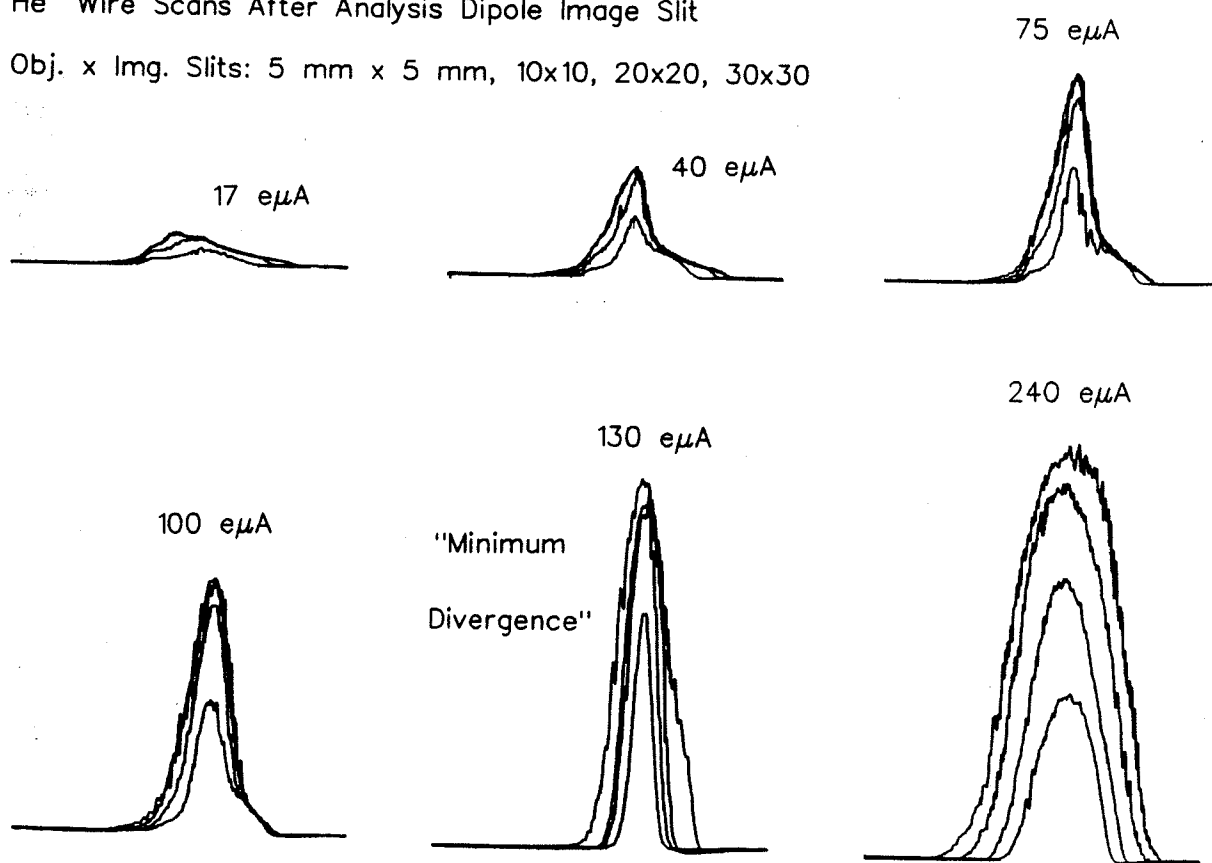 He Wire Scans After Analysis Dipole Image Slit
Obj. x Img. Slits: 5 mm x 5 mm, 10x10, 20x20, 30x30
75 eμA
17 eμA
40 eμA
240 eμA
130 eμA
100 eμA
"Minimum
Divergence"